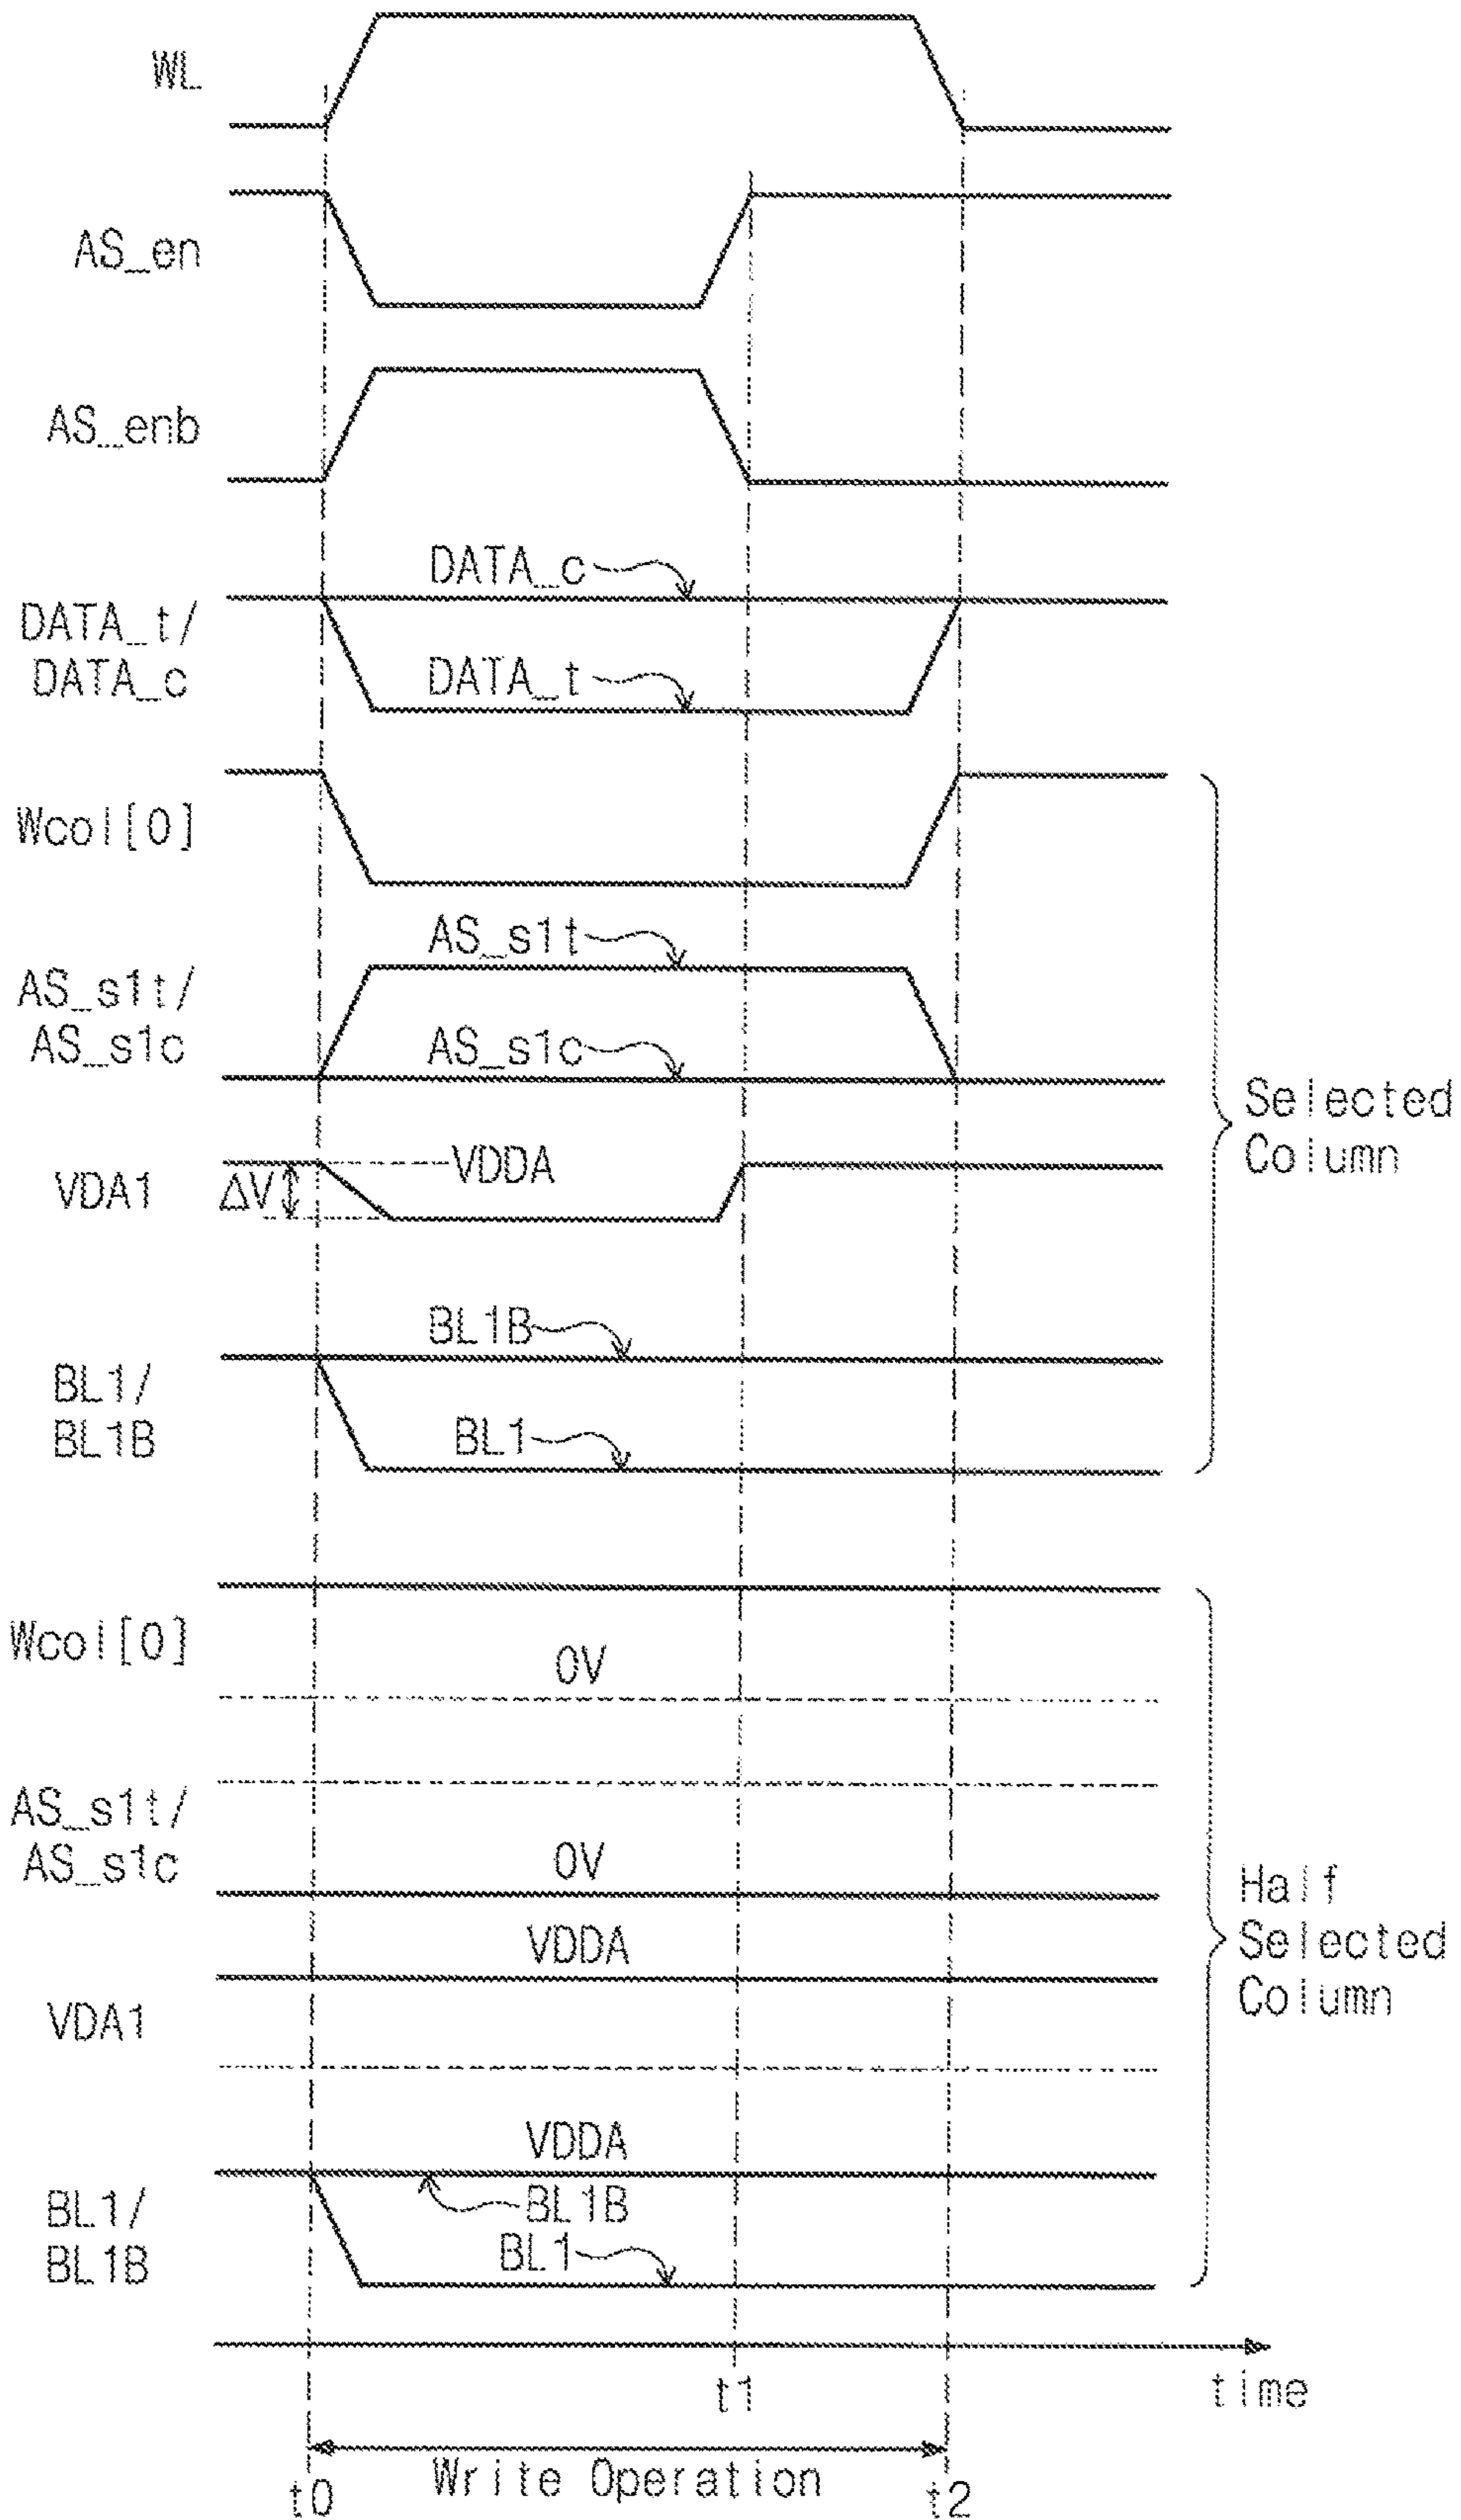 WL
AS_en
AS_enb
DATA_c
DATA_t/
DATA_c
DATA_t
Wcol[0]
AS_s1t
AS_s1t/
AS_s1c
AS_s1c
Selected
Column
VDDA
VDA1
ΔV
BL1B
BL1/
BL1B
BL1
Wcol[0]
0V
AS_s1t/
AS_s1c
0V
Half
Selected
Column
VDDA
VDA1
VDDA
BL1B
BL1/
BL1B
BL1
time
t1
Write Operation
t0
t2